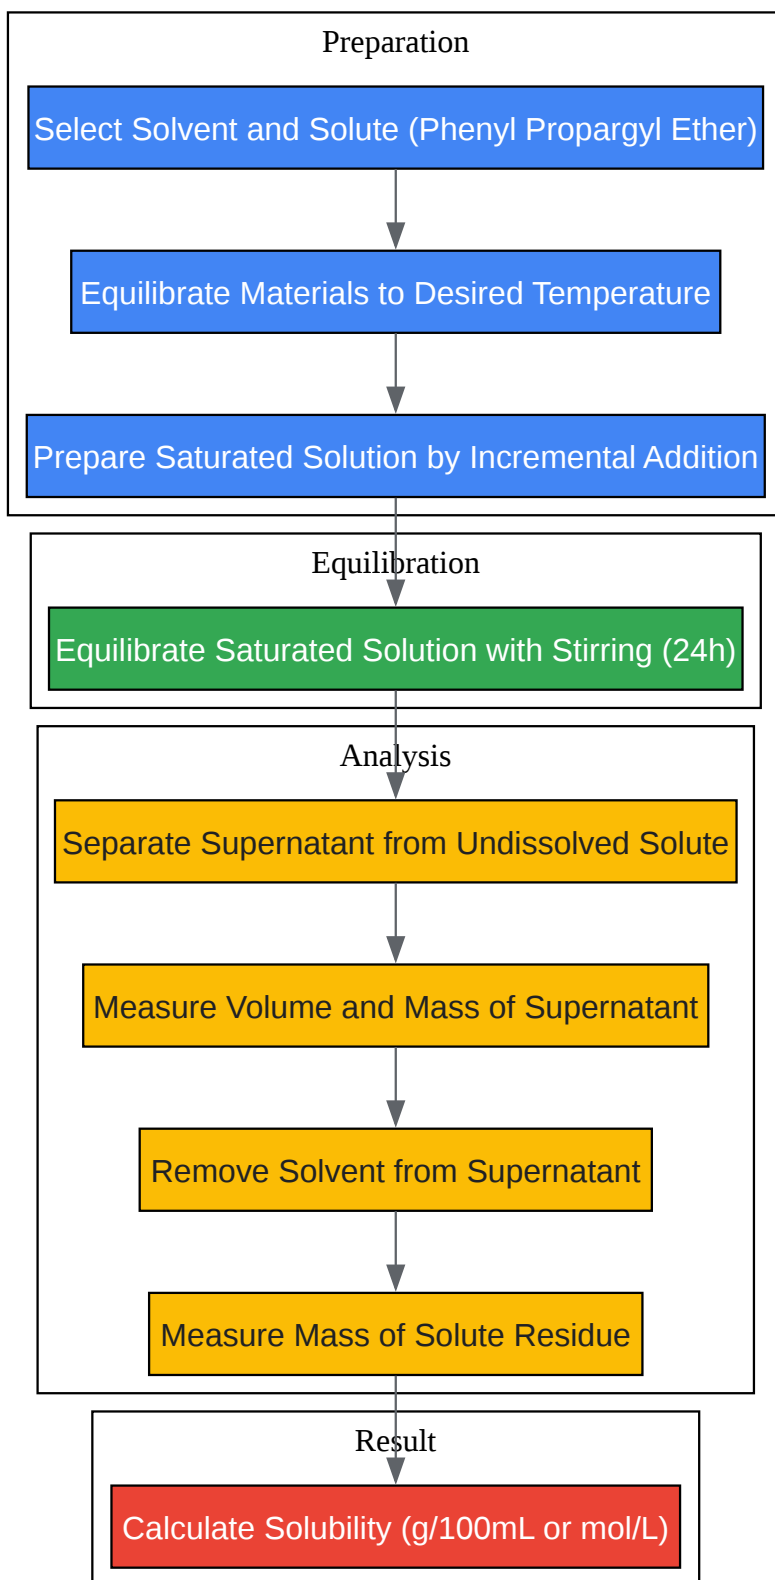 Preparation
Select Solvent and Solute (Phenyl Propargyl Ether)
Equilibrate Materials to Desired Temperature
Prepare Saturated Solution by Incremental Addition
Equilibration
Equilibrate Saturated Solution with Stirring (24h)
Analysis
Separate Supernatant from Undissolved Solute
Measure Volume and Mass of Supernatant
Remove Solvent from Supernatant
Measure Mass of Solute Residue
Result
Calculate Solubility (g/100mL or mol/L)